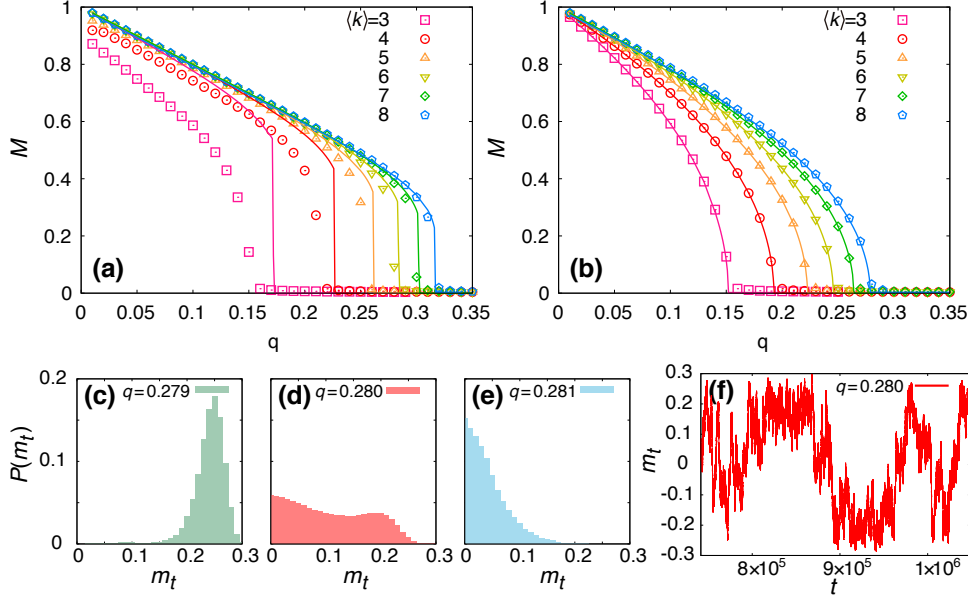 ⟨k⟩=3
4
5
6
7
8
1
0.8
0.6
0.4
0.2
0
M
(a)
0 0.05 0.1 0.15 0.2 0.25 0.3 0.35
q
⟨k⟩=3
4
5
6
7
8
1
0.8
0.6
0.4
0.2
0
M
(b)
0 0.05 0.1 0.15 0.2 0.25 0.3 0.35
q
0.2
0.1
0
P(m_t)
(c) q=0.279
0 0.1 0.2 0.3
m_t
(d) q=0.280
0 0.1 0.2 0.3
m_t
(e) q=0.281
0 0.1 0.2 0.3
m_t
(f)
q=0.280
0.3
0.2
0.1
0
-0.1
-0.2
-0.3
m_t
8×10⁵ 9×10⁵ 1×10⁶
t